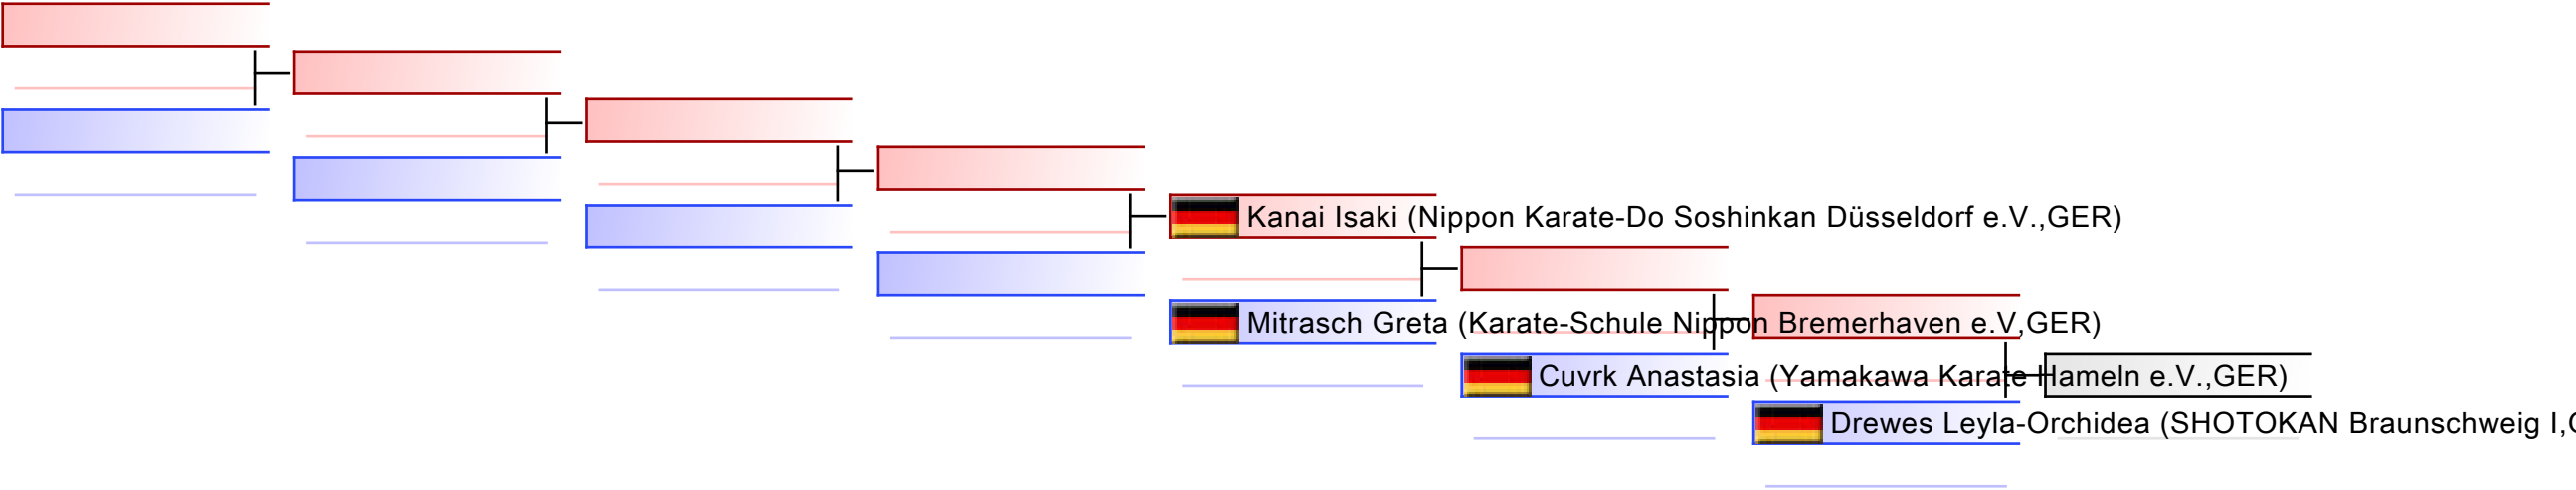 Kanai Isaki (Nippon Karate-Do Soshinkan Düsseldorf e.V.,GER)
Mitrasch Greta (Karate-Schule Nippon Bremerhaven e.V,GER)
Cuvrk Anastasia (Yamakawa Karate Hameln e.V.,GER)
Drewes Leyla-Orchidea (SHOTOKAN Braunschweig I,